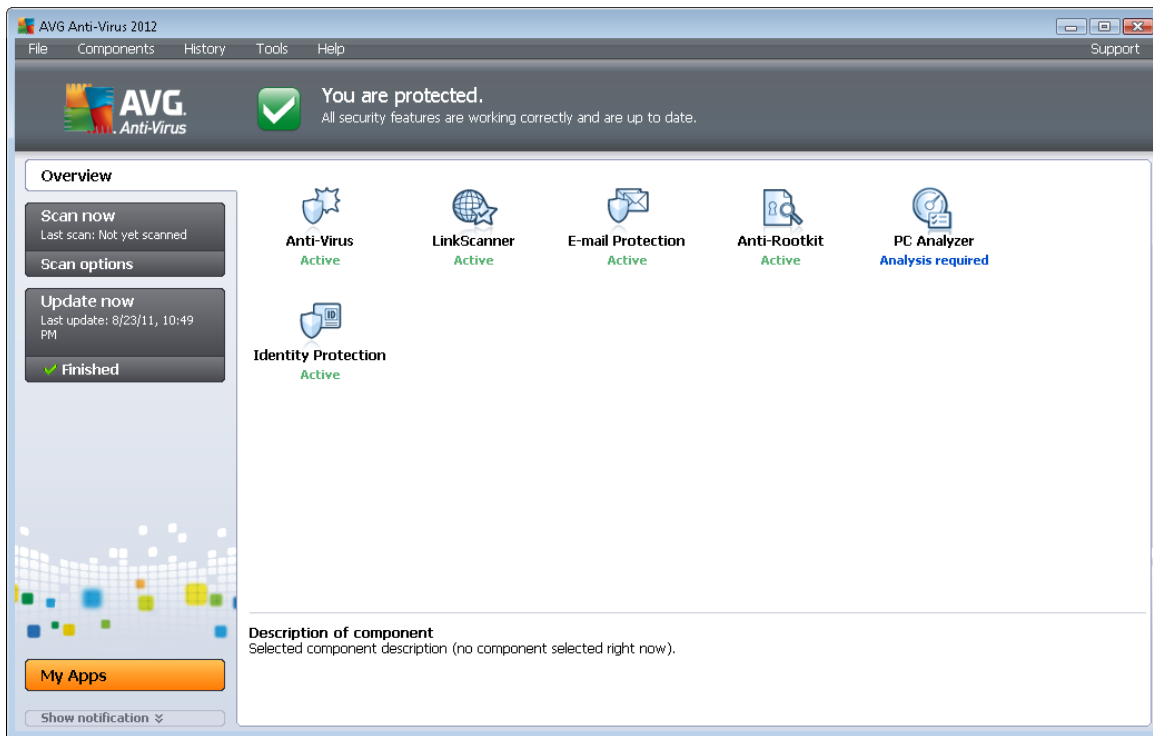 AVG Anti-Virus 2012
File Components History Tools Help Support
AVG.
Anti-Virus
You are protected.
All security features are working correctly and are up to date.
Overview
Scan now
Last scan: Not yet scanned
Scan options
Update now
Last update: 8/23/11, 10:49
PM
Finished
Anti-Virus
Active
LinkScanner
Active
E-mail Protection
Active
Anti-Rootkit
Active
PC Analyzer
Analysis required
ID
Identity Protection
Active
Description of component
Selected component description (no component selected right now).
My Apps
Show notification